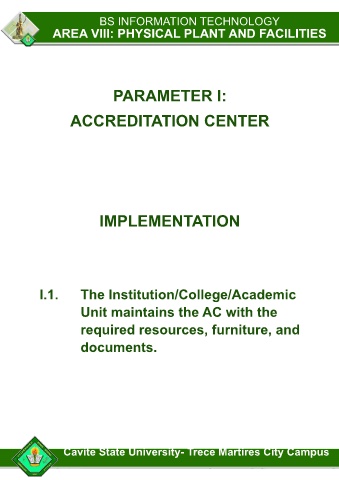 BS INFORMATION TECHNOLOGY
AREA VIII: PHYSICAL PLANT AND FACILITIES
PARAMETER I:
ACCREDITATION CENTER
IMPLEMENTATION
I.1. The Institution/College/Academic
Unit maintains the AC with the
required resources, furniture, and
documents.
Cavite State University- Trece Martires City Campus